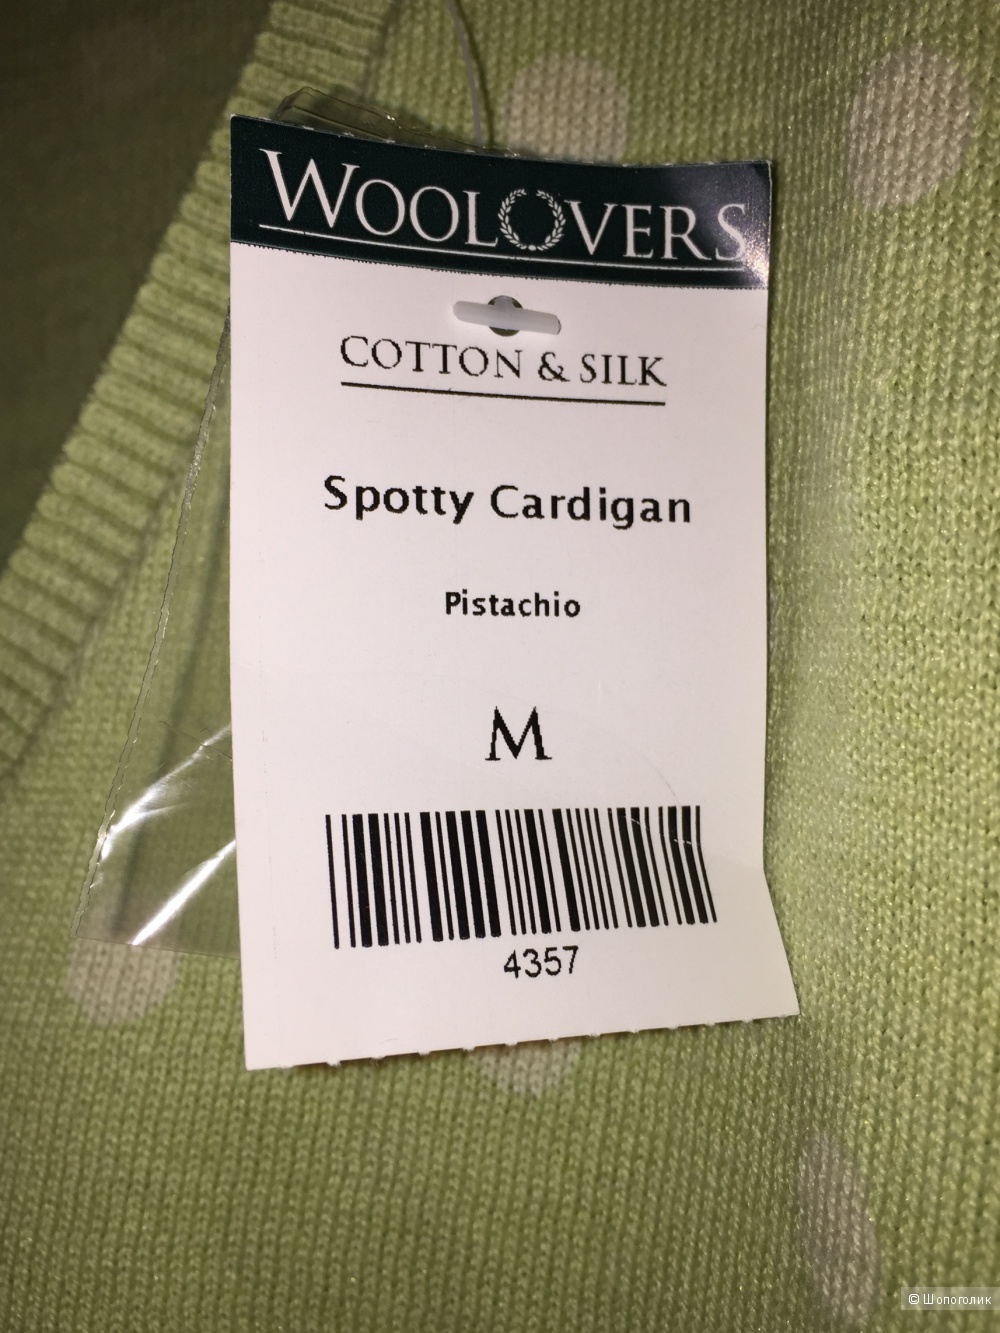 WOOLOVERS
COTTON & SILK
Spotty Cardigan
Pistachio
M
4357
© Шопоголик